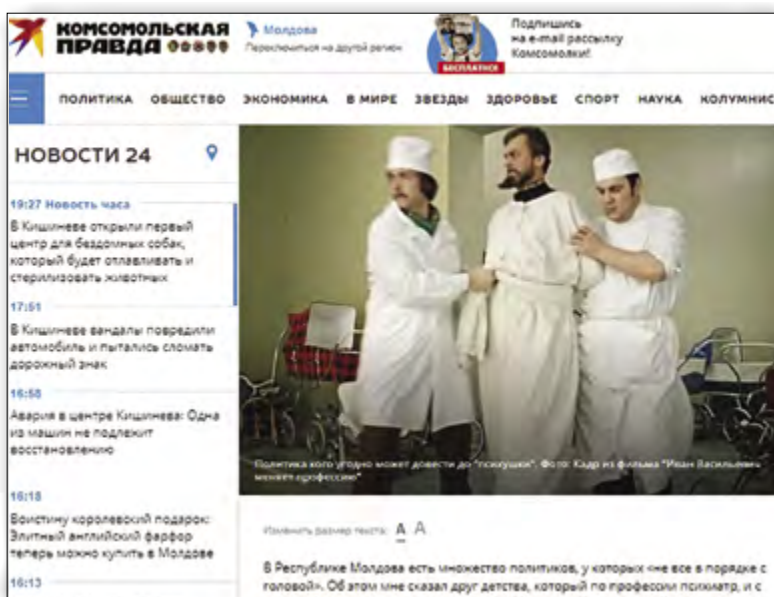 КОМСОМОЛЬСКАЯ
ПРАВДА
Молдова
Переключиться на другой регион
БЕСПЛАТНО!
Подпишись
на e-mail рассылку
Комсомолки!
ПОЛИТИКА ОБЩЕСТВО ЭКОНОМИКА В МИРЕ ЗВЕЗДЫ ЗДОРОВЬЕ СПОРТ НАУКА КОЛУМНИС
НОВОСТИ 24
19:27 Новость часа
В Кишиневе открыли первый
центр для бездомных собак,
который будет отлавливать и
стерилизовать животных
17:51
В Кишиневе вандалы повредили
автомобиль и пытались сломать
дорожный знак
16:58
Авария в центре Кишинева: Одна
из машин не подлежит
восстановлению
16:18
Воистину королевский подарок:
Элитный английский фарфор
теперь можно купить в Молдове
16:13
Политика кого угодно может довести до "психушки". Фото: Кадр из фильма "Иван Васильевич
меняет профессию"
Изменить размер текста: A A
В Республике Молдова есть множество политиков, у которых «не все в порядке с
головой». Об этом мне сказал друг детства, который по профессии психиатр, и с